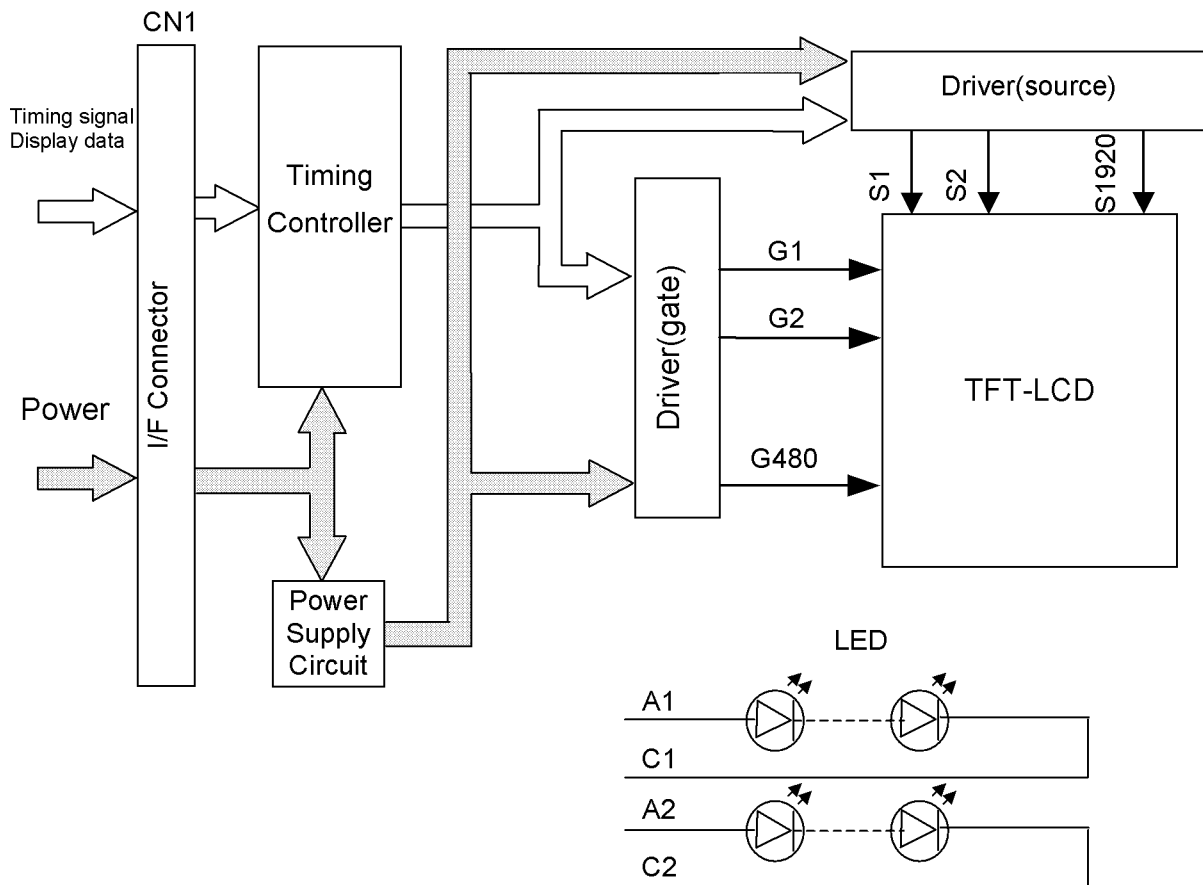 CN1
Timing signal
Display data
Power
I/F Connector
Timing
Controller
Power
Supply
Circuit
Driver(source)
S1
S2
S1920
Driver(gate)
G1
G2
G480
TFT-LCD
LED
A1
C1
A2
C2